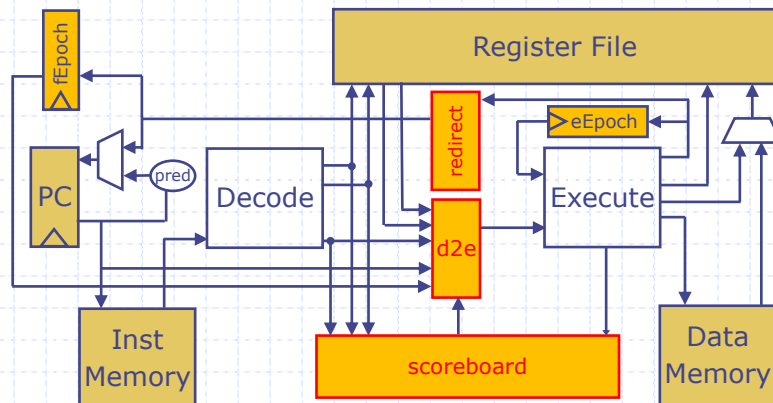 Register File
fEpoch
redirect
eEpoch
PC
pred
Decode
Execute
d2e
Inst
Memory
scoreboard
Data
Memory